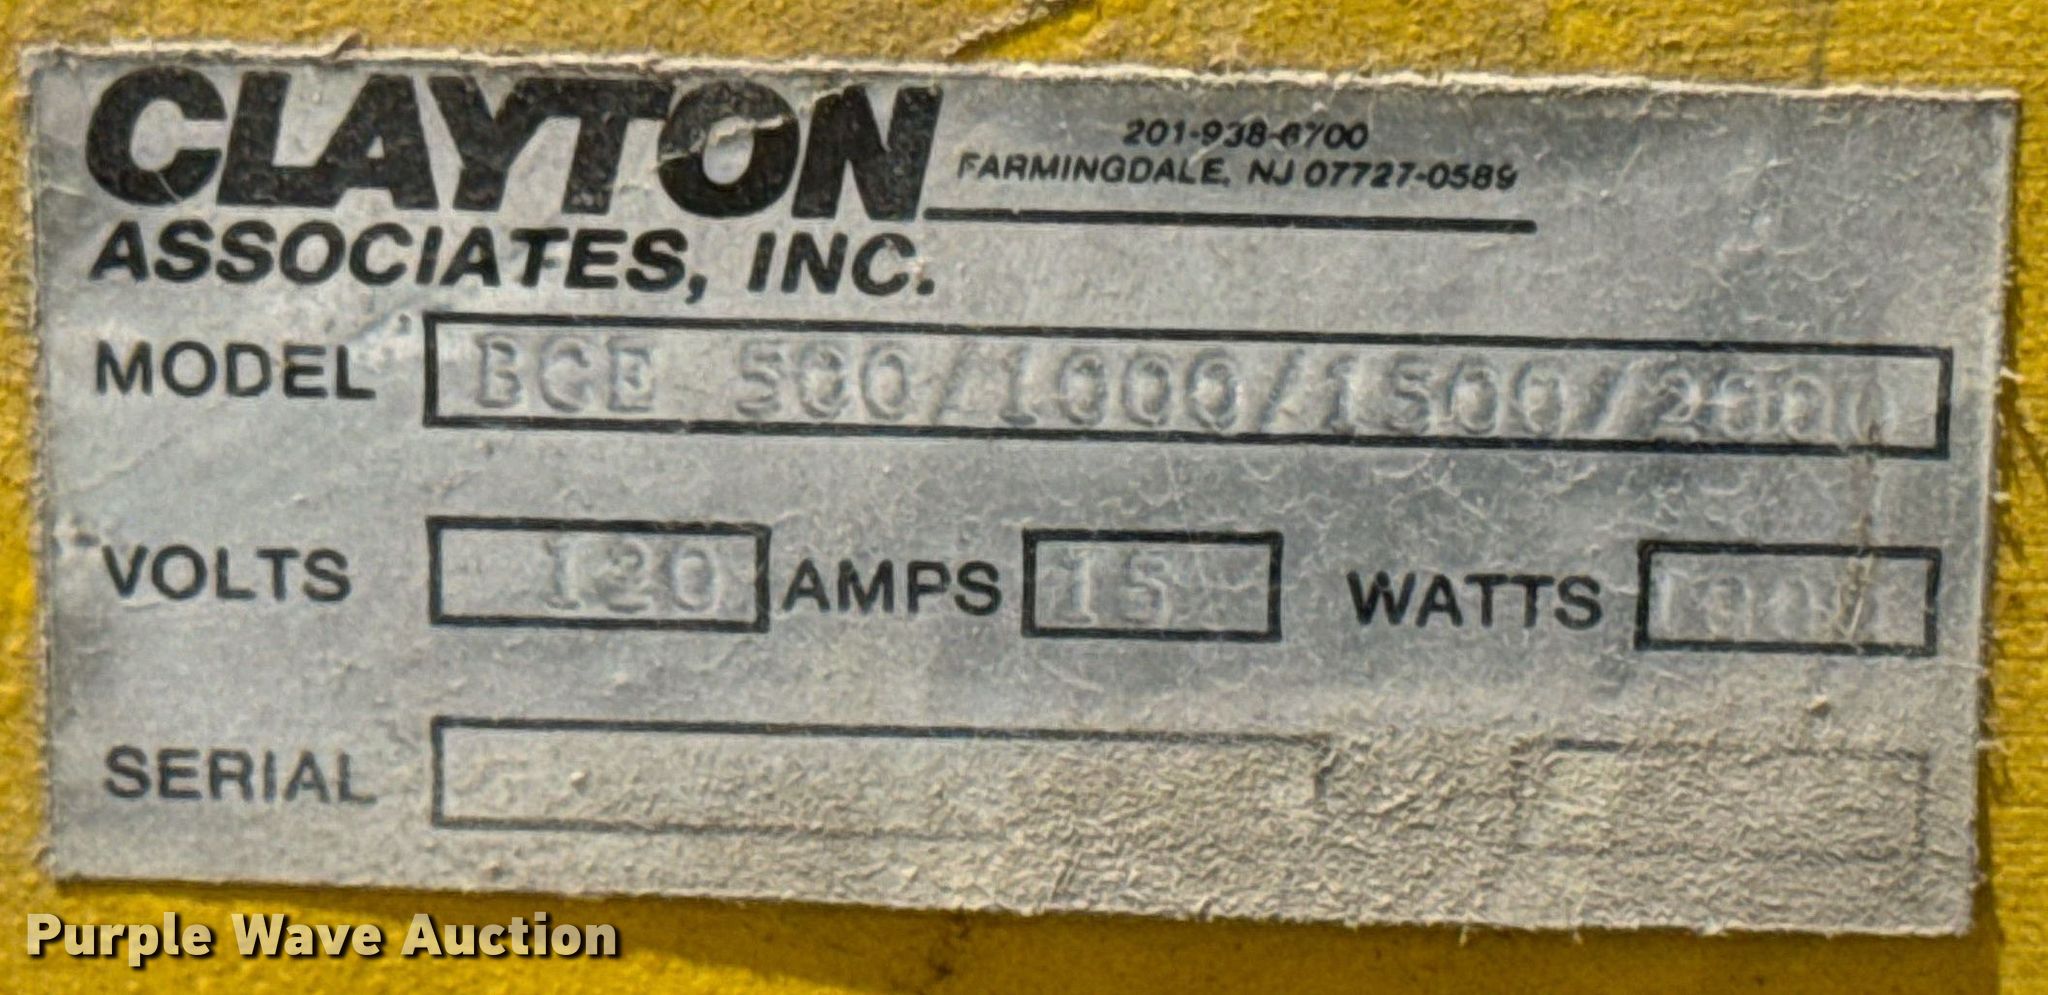 CLAYTON
201-938-6700
FARMINGDALE, NJ 07727-0589
ASSOCIATES, INC.
MODEL BCE 500/1000/1500/2000
VOLTS 120 AMPS 15 WATTS
SERIAL
Purple Wave Auction